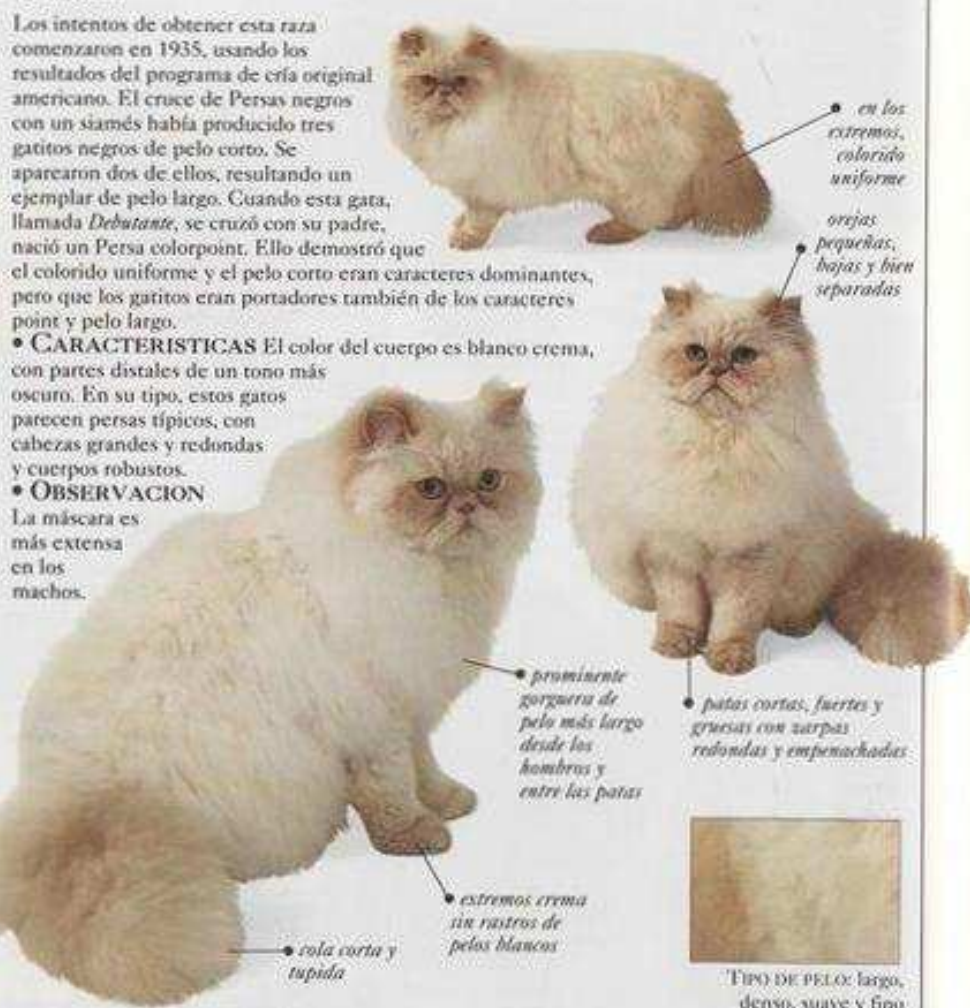 Los intentos de obtener esta raza
comenzaron en 1935, usando los
resultados del programa de cría original
americano. El cruce de Persas negros
con un siamés había producido tres
gatitos negros de pelo corto. Se
aparearon dos de ellos, resultando un
ejemplar de pelo largo. Cuando esta gata,
llamada Debutante, se cruzó con su padre,
nació un Persa colorpoint. Ello demostró que
el colorido uniforme y el pelo corto eran caracteres dominantes,
pero que los gatitos eran portadores también de los caracteres
point y pelo largo.
• CARACTERISTICAS El color del cuerpo es blanco crema,
con partes distales de un tono más
oscuro. En su tipo, estos gatos
parecen persas típicos, con
cabezas grandes y redondas
y cuerpos robustos.
• OBSERVACION
La máscara es
más extensa
en los
machos.
en los
extremos,
colorido
uniforme
orejas
pequeñas,
bajas y bien
separadas
prominente
gorguera de
pelo más largo
desde los
hombros y
entre las patas
patas cortas, fuertes y
gruesas con zarpas
redondas y empenachadas
extremos crema
sin rastros de
pelos blancos
cola corta y
tupida
TIPO DE PELO: largo,
denso, suave y fino